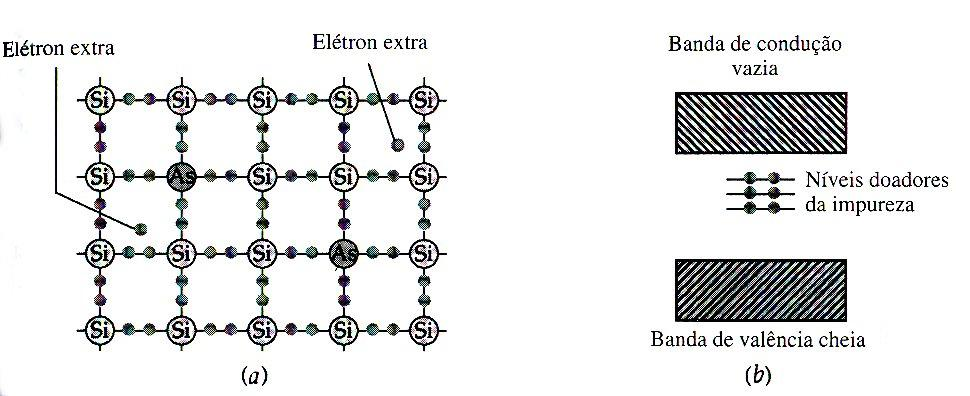 Elétron extra
Elétron extra
Si Si Si Si Si
Si As Si Si Si
Si Si Si As Si
Si Si Si Si Si
(a)
Banda de condução
vazia
Níveis doadores
da impureza
Banda de valência cheia
(b)